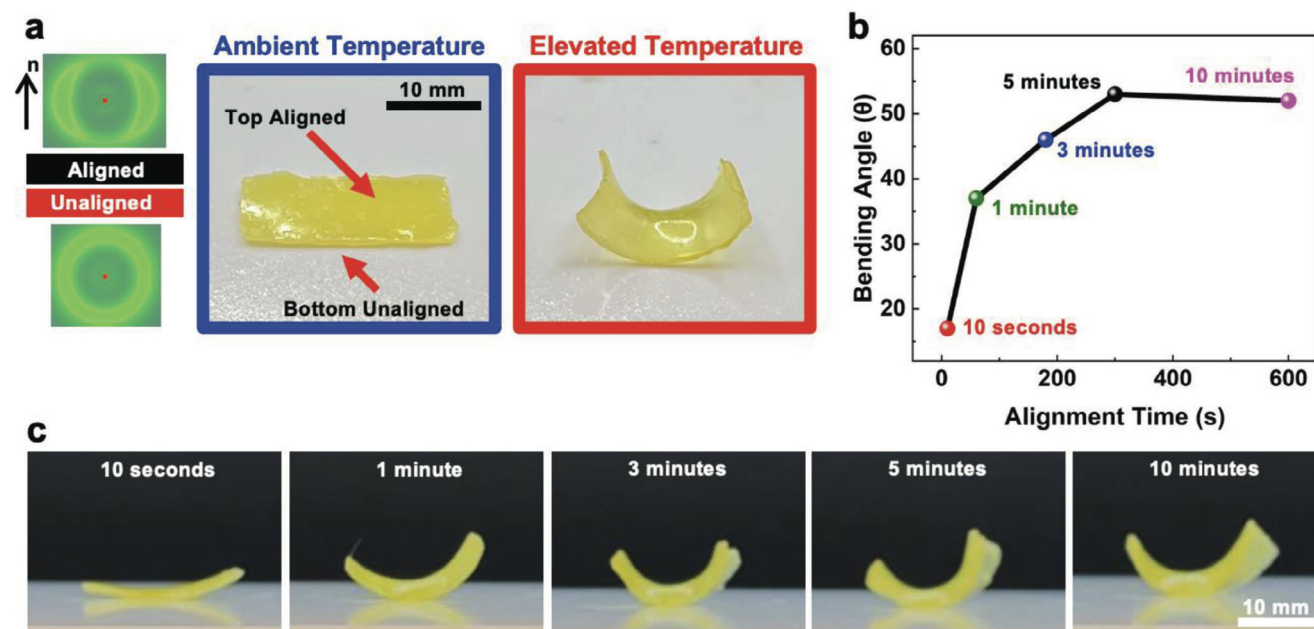 a
n
Aligned
Unaligned
Ambient Temperature
10 mm
Top Aligned
Bottom Unaligned
Elevated Temperature
b
Bending Angle (θ)
60
50
40
30
20
5 minutes
10 minutes
3 minutes
1 minute
10 seconds
0
200
400
600
Alignment Time (s)
c
10 seconds
1 minute
3 minutes
5 minutes
10 minutes
10 mm